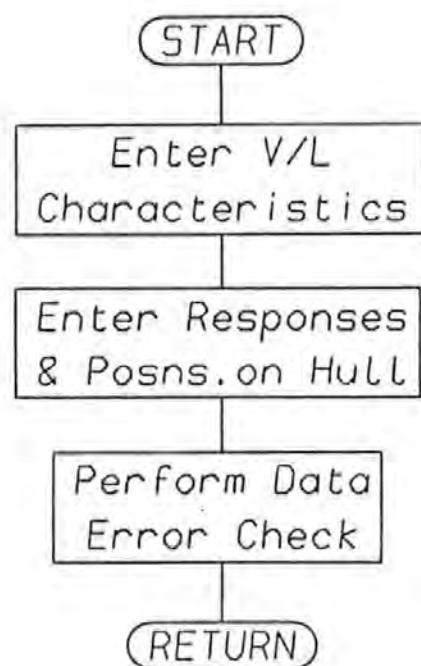 START
Enter V/L
Characteristics
Enter Responses
& Posns.on Hull
Perform Data
Error Check
RETURN